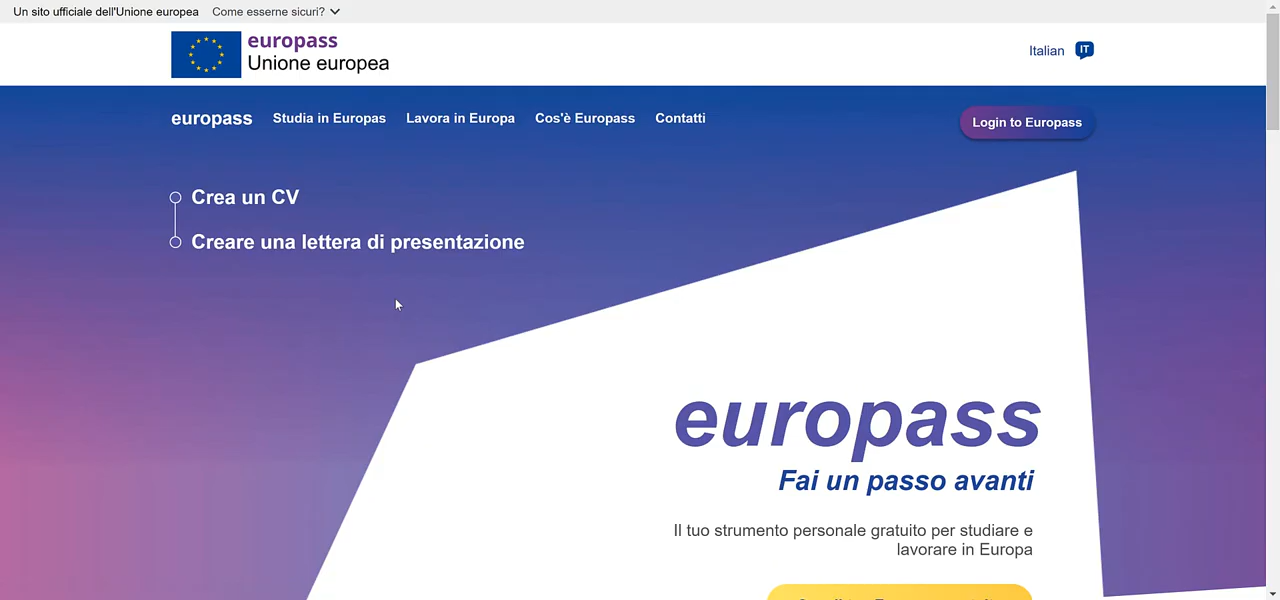 Un sito ufficiale dell'Unione europea Come esserne sicuri?
europass
Unione europea
Italian IT
europass Studia in Europas Lavora in Europa Cos'è Europass Contatti
Login to Europass
Crea un CV
Creare una lettera di presentazione
europass
Fai un passo avanti
Il tuo strumento personale gratuito per studiare e
lavorare in Europa